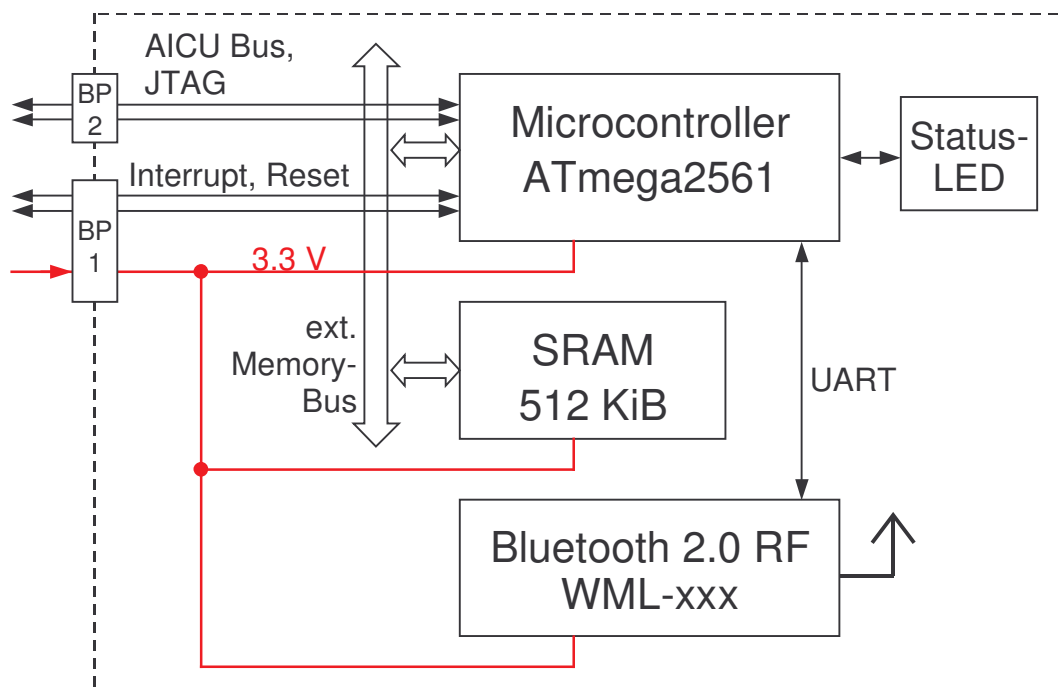 AICU Bus,
JTAG
BP
2
Microcontroller
ATmega2561
Status-
LED
Interrupt, Reset
BP
1
3.3 V
ext.
Memory-
Bus
SRAM
512 KiB
UART
Bluetooth 2.0 RF
WML-xxx